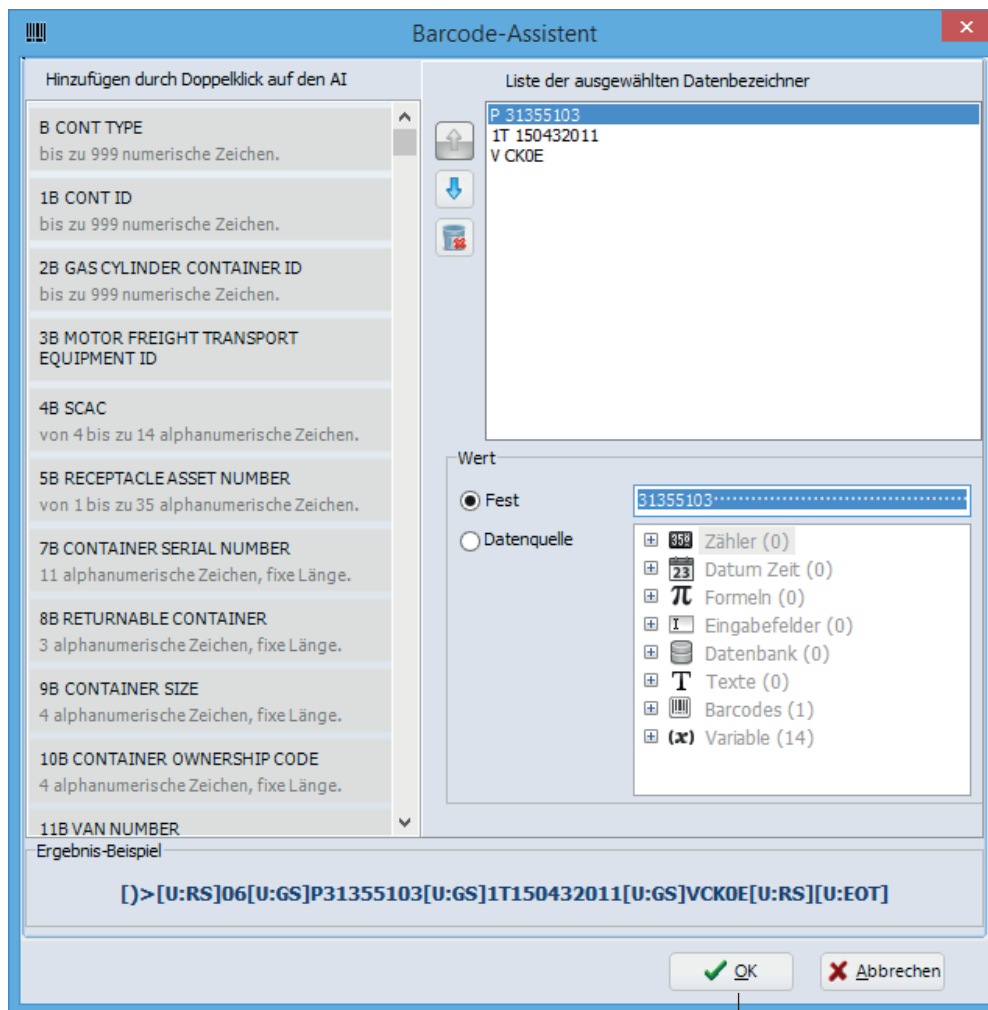 Barcode-Assistent
Hinzufügen durch Doppelklick auf den AI
B CONT TYPE
bis zu 999 numerische Zeichen.
1B CONT ID
bis zu 999 numerische Zeichen.
2B GAS CYLINDER CONTAINER ID
bis zu 999 numerische Zeichen.
3B MOTOR FREIGHT TRANSPORT
EQUIPMENT ID
4B SCAC
von 4 bis zu 14 alphanumerische Zeichen.
5B RECEPTACLE ASSET NUMBER
von 1 bis zu 35 alphanumerische Zeichen.
7B CONTAINER SERIAL NUMBER
11 alphanumerische Zeichen, fixe Länge.
8B RETURNABLE CONTAINER
3 alphanumerische Zeichen, fixe Länge.
9B CONTAINER SIZE
4 alphanumerische Zeichen, fixe Länge.
10B CONTAINER OWNERSHIP CODE
4 alphanumerische Zeichen, fixe Länge.
11B VAN NUMBER
Liste der ausgewählten Datenbezeichner
P 31355103
1T 150432011
V CK0E
Wert
Fest
31355103
Datenquelle
358 Zähler (0)
23 Datum Zeit (0)
π Formeln (0)
I Eingabefelder (0)
Datenbank (0)
T Texte (0)
Barcodes (1)
(x) Variable (14)
Ergebnis-Beispiel
[)>[U:RS]06[U:GS]P31355103[U:GS]1T150432011[U:GS]VCK0E[U:RS][U:EOT]
OK
Abbrechen